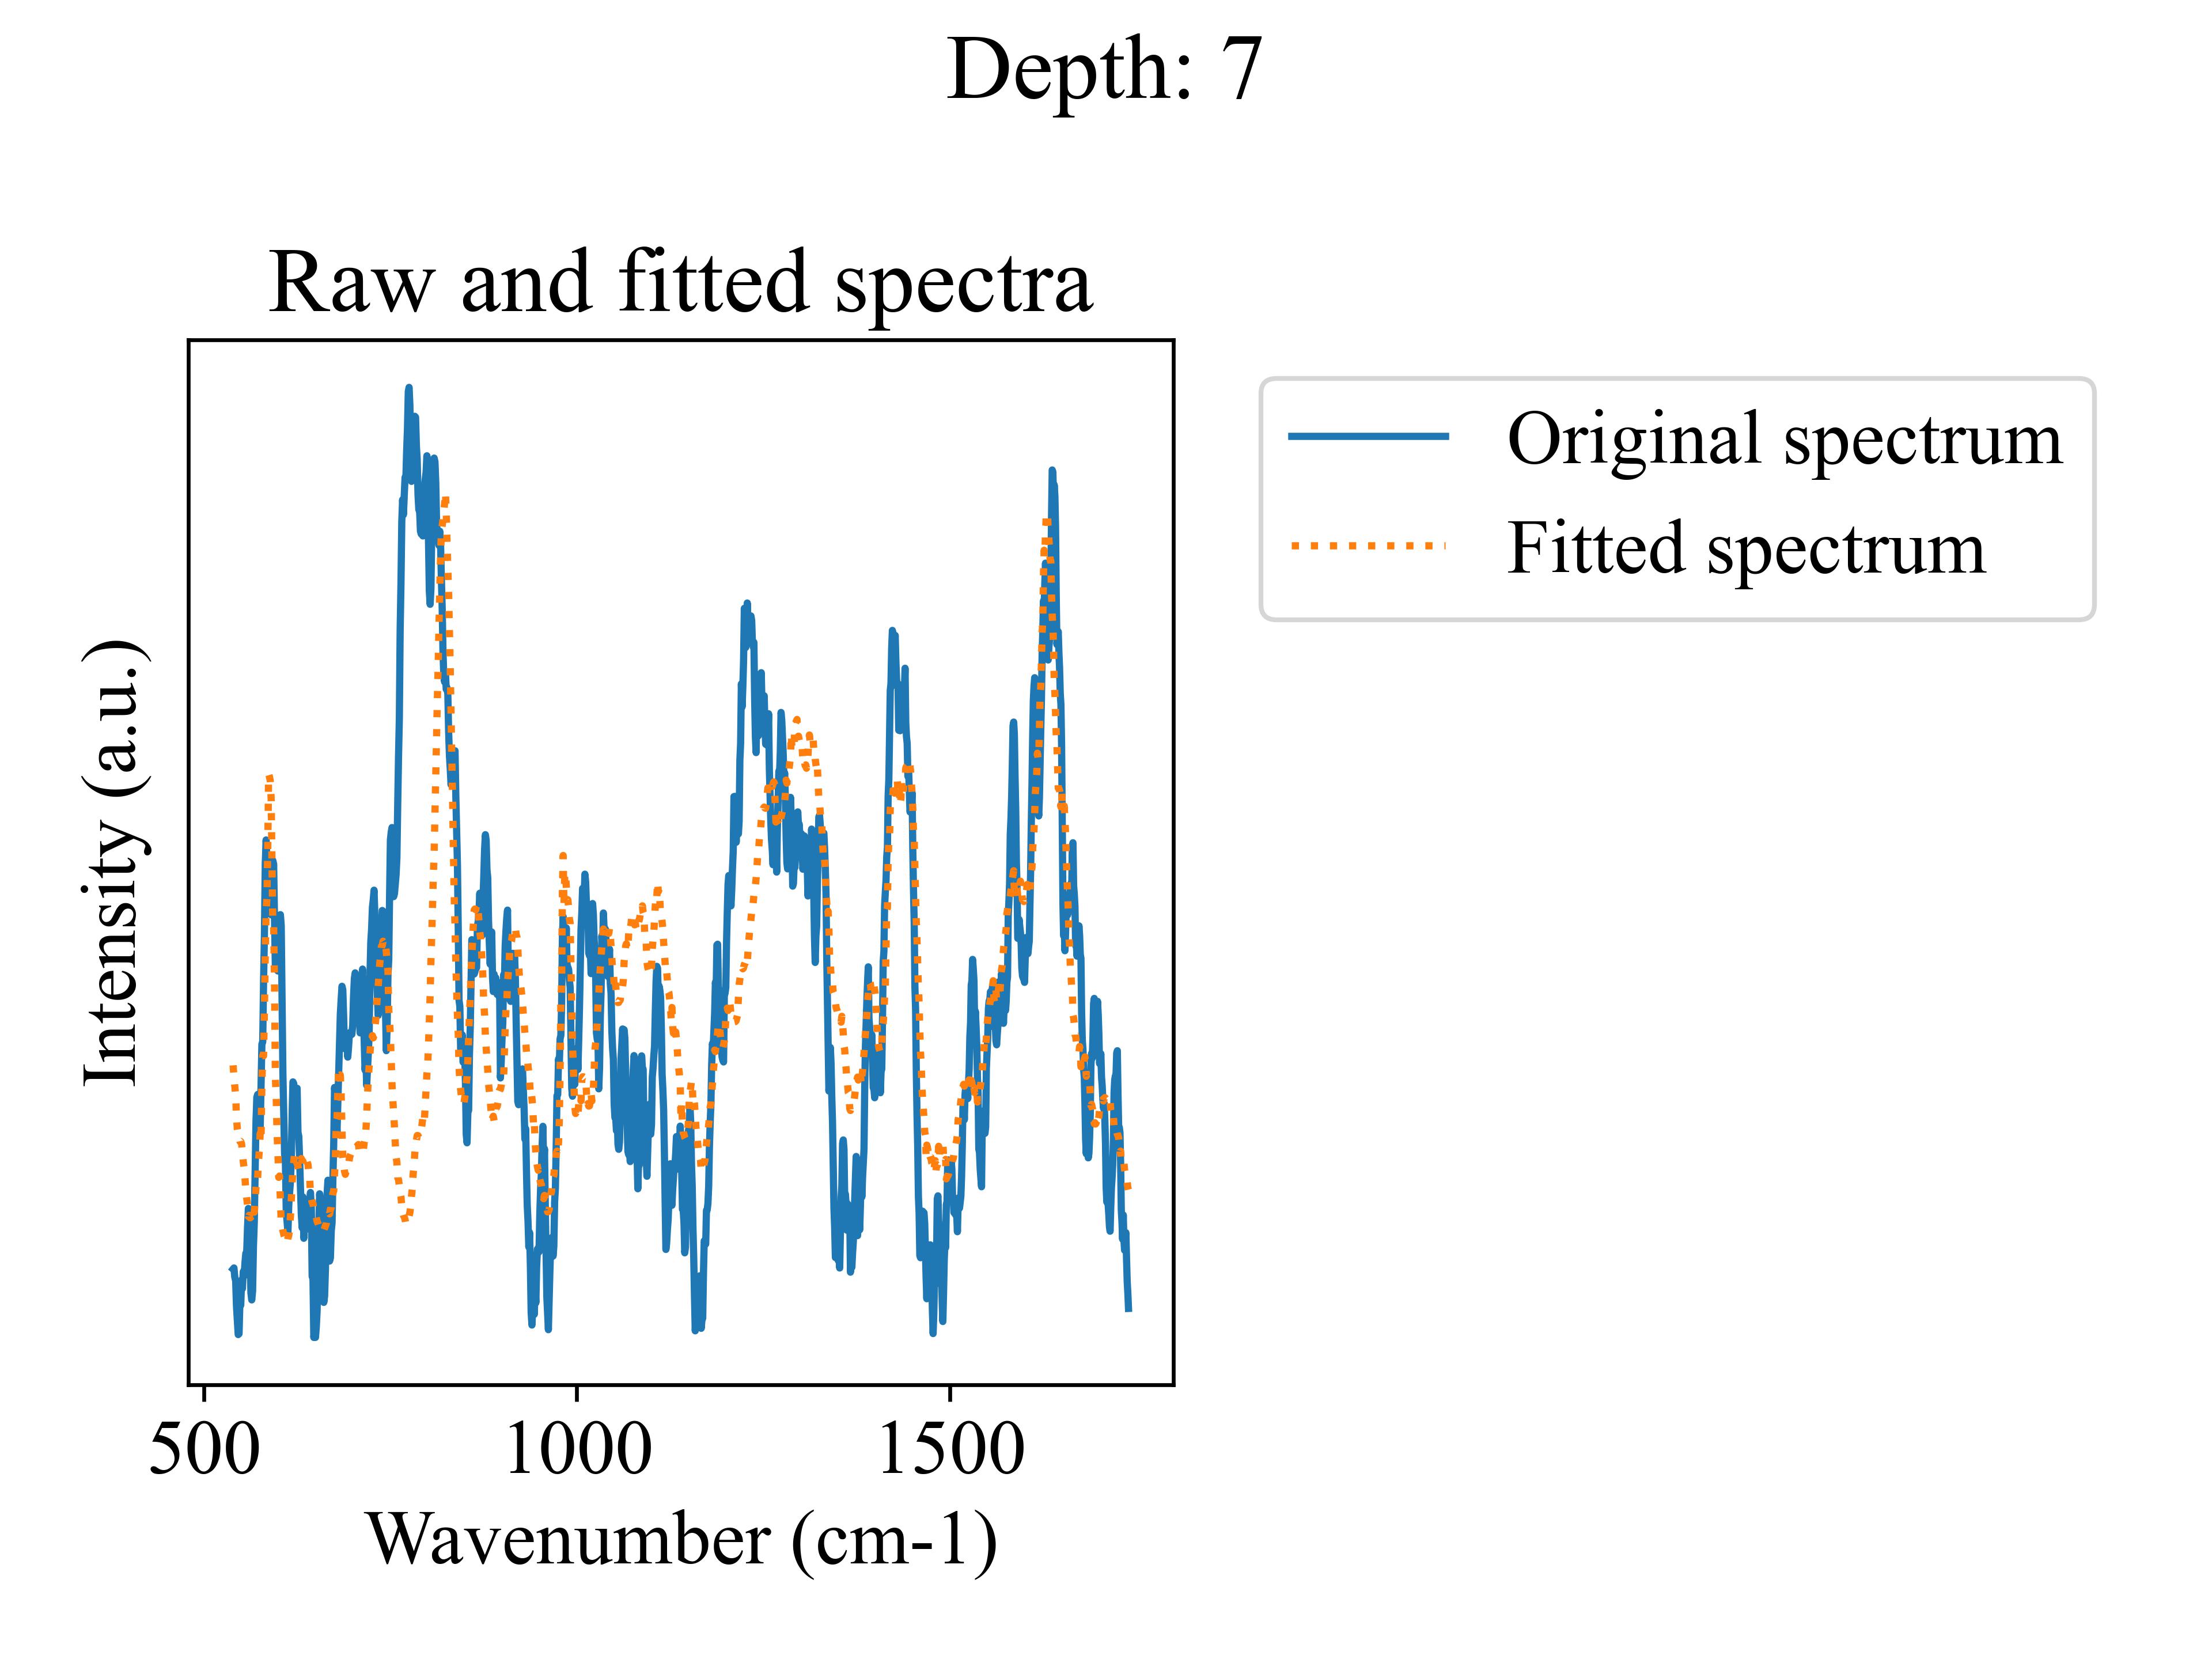 Depth: 7
Raw and fitted spectra
Original spectrum
Fitted spectrum
Intensity (a.u.)
500 1000 1500
Wavenumber (cm-1)